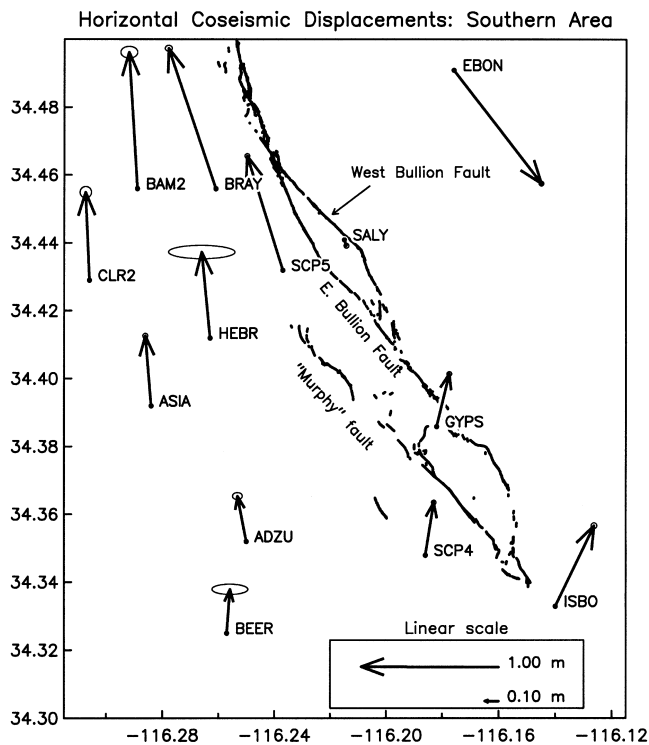 Horizontal Coseismic Displacements: Southern Area
EBON
34.48
West Bullion Fault
BAM2
BRAY
34.46
SALY
34.44
SCP5
CLR2
E. Bullion Fault
34.42
HEBR
"Murphy" fault
34.40
ASIA
GYPS
34.38
34.36
ADZU
SCP4
34.34
ISBO
BEER
Linear scale
34.32
1.00 m
0.10 m
34.30
-116.28 -116.24 -116.20 -116.16 -116.12